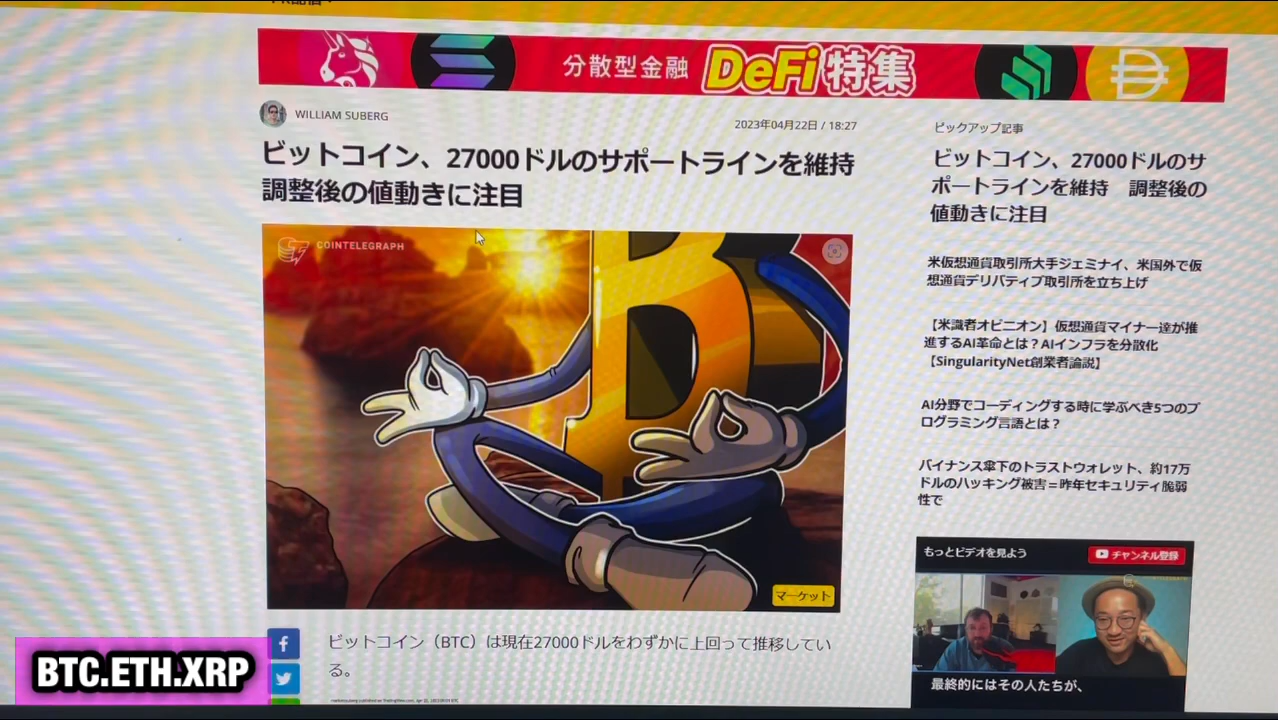 分散型金融 DeFi特集
WILLIAM SUBERG
2023年04月22日 / 18:27
ビットコイン、27000ドルのサポートラインを維持
調整後の値動きに注目
COINTELEGRAPH
マーケット
ビットコイン（BTC）は現在27000ドルをわずかに上回って推移してい
る。
ピックアップ記事
ビットコイン、27000ドルのサ
ポートラインを維持　調整後の
値動きに注目
米仮想通貨取引所大手ジェミナイ、米国外で仮
想通貨デリバティブ取引所を立ち上げ
【米識者オピニオン】仮想通貨マイナー達が推
進するAI革命とは？AIインフラを分散化
【SingularityNet創業者論説】
AI分野でコーディングする時に学ぶべき5つのプ
ログラミング言語とは？
バイナンス傘下のトラストウォレット、約17万
ドルのハッキング被害＝昨年セキュリティ脆弱
性で
もっとビデオを見よう
チャンネル登録
最終的にはその人たちが、
BTC.ETH.XRP